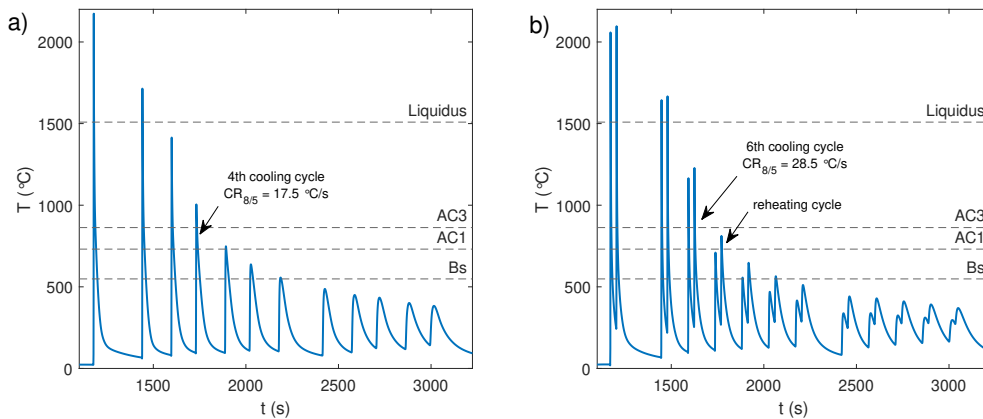 a)
T (°C)
2000
1500
1000
500
0
Liquidus
4th cooling cycle
CR8/5 = 17.5 °C/s
AC3
AC1
Bs
1500
2000
2500
3000
t (s)
b)
T (°C)
2000
1500
1000
500
0
Liquidus
6th cooling cycle
CR8/5 = 28.5 °C/s
reheating cycle
AC3
AC1
Bs
1500
2000
2500
3000
t (s)